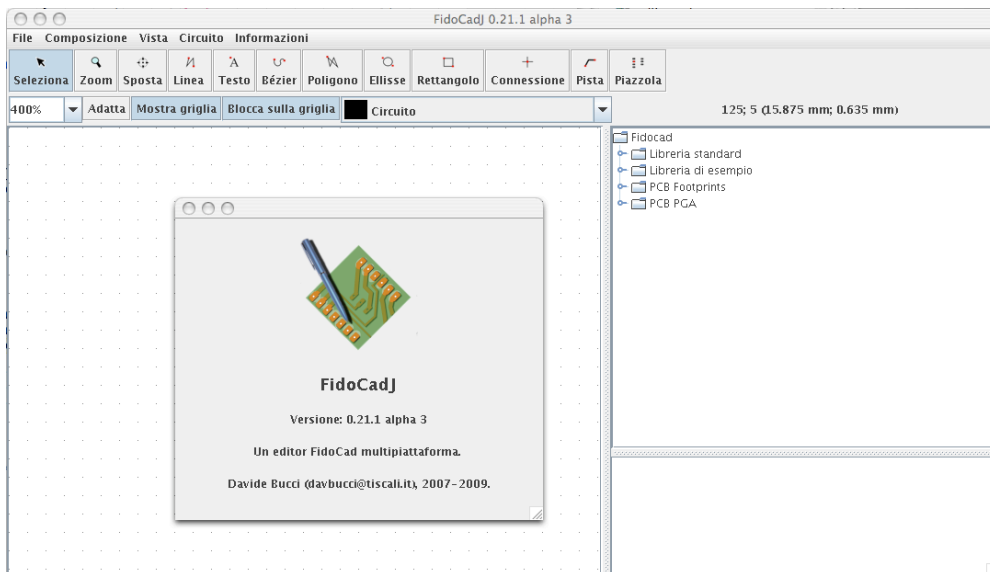 FidoCadJ 0.21.1 alpha 3
File Composizione Vista Circuito Informazioni
Seleziona Zoom Sposta Linea Testo Bézier Poligono Ellisse Rettangolo Connessione Pista Piazzola
400% Adatta Mostra griglia Blocca sulla griglia Circuito 125; 5 (15.875 mm; 0.635 mm)
Fidocad
Libreria standard
Libreria di esempio
PCB Footprints
PCB PGA
FidoCadJ
Versione: 0.21.1 alpha 3
Un editor FidoCad multipiattaforma.
Davide Bucci (davbucci@tiscali.it), 2007-2009.